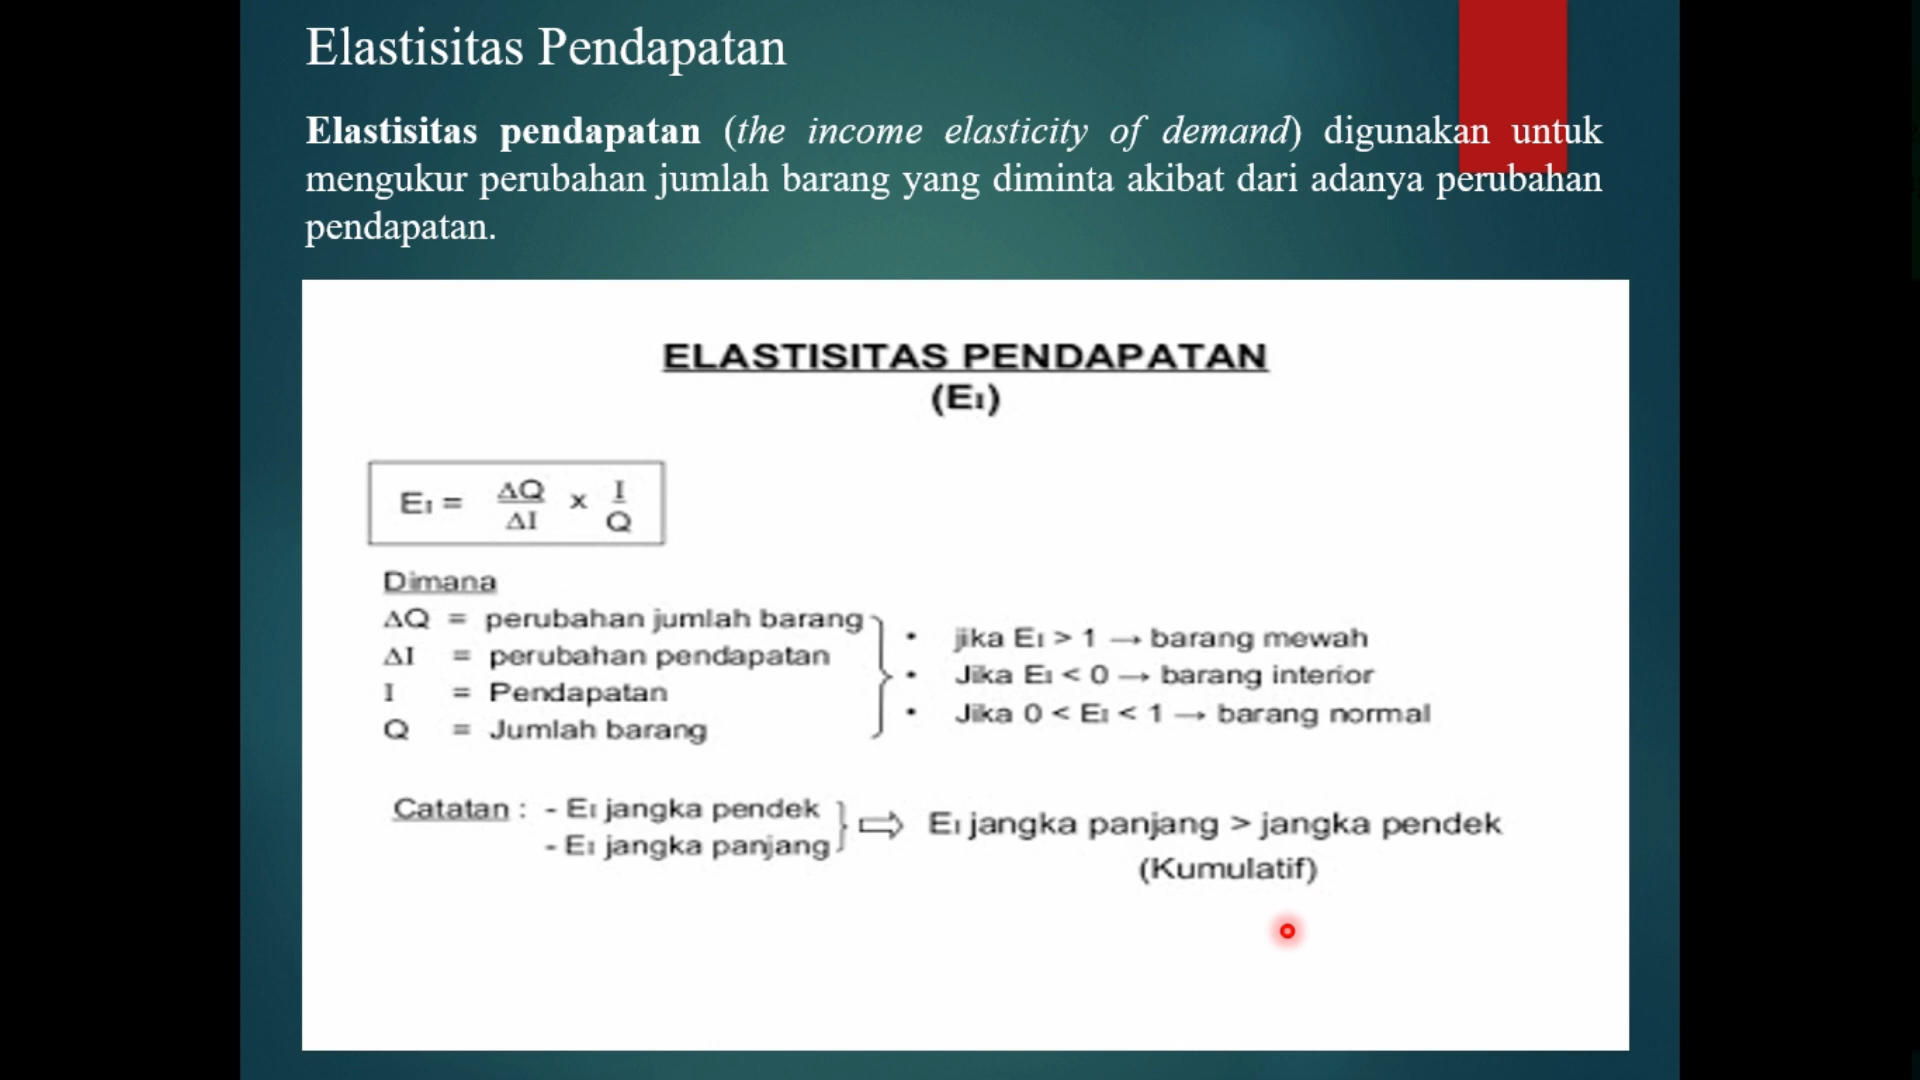 Elastisitas Pendapatan
Elastisitas pendapatan (the income elasticity of demand) digunakan untuk
mengukur perubahan jumlah barang yang diminta akibat dari adanya perubahan
pendapatan.
ELASTISITAS PENDAPATAN
(EI)
EI = ΔQ/ΔI x I/Q
Dimana
ΔQ = perubahan jumlah barang
ΔI = perubahan pendapatan
I = Pendapatan
Q = Jumlah barang
• jika EI > 1 → barang mewah
• Jika EI < 0 → barang interior
• Jika 0 < EI < 1 → barang normal
Catatan : - EI jangka pendek
- EI jangka panjang
⇨ EI jangka panjang > jangka pendek
(Kumulatif)